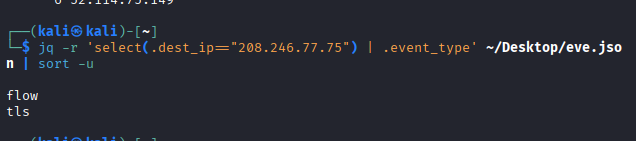 ┌──(kali㉿kali)-[~]
└─$ jq -r 'select(.dest_ip=="208.246.77.75") | .event_type' ~/Desktop/eve.jso
n | sort -u
flow
tls